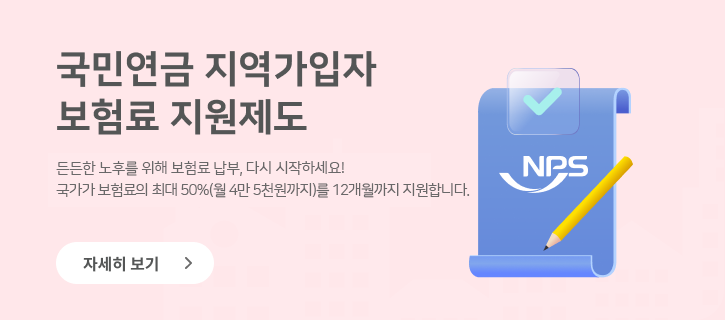 국민연금 지역가입자
보험료 지원제도
든든한 노후를 위해 보험료 납부, 다시 시작하세요!
국가가 보험료의 최대 50%(월 4만 5천원까지)를 12개월까지 지원합니다.
자세히 보기
NPS